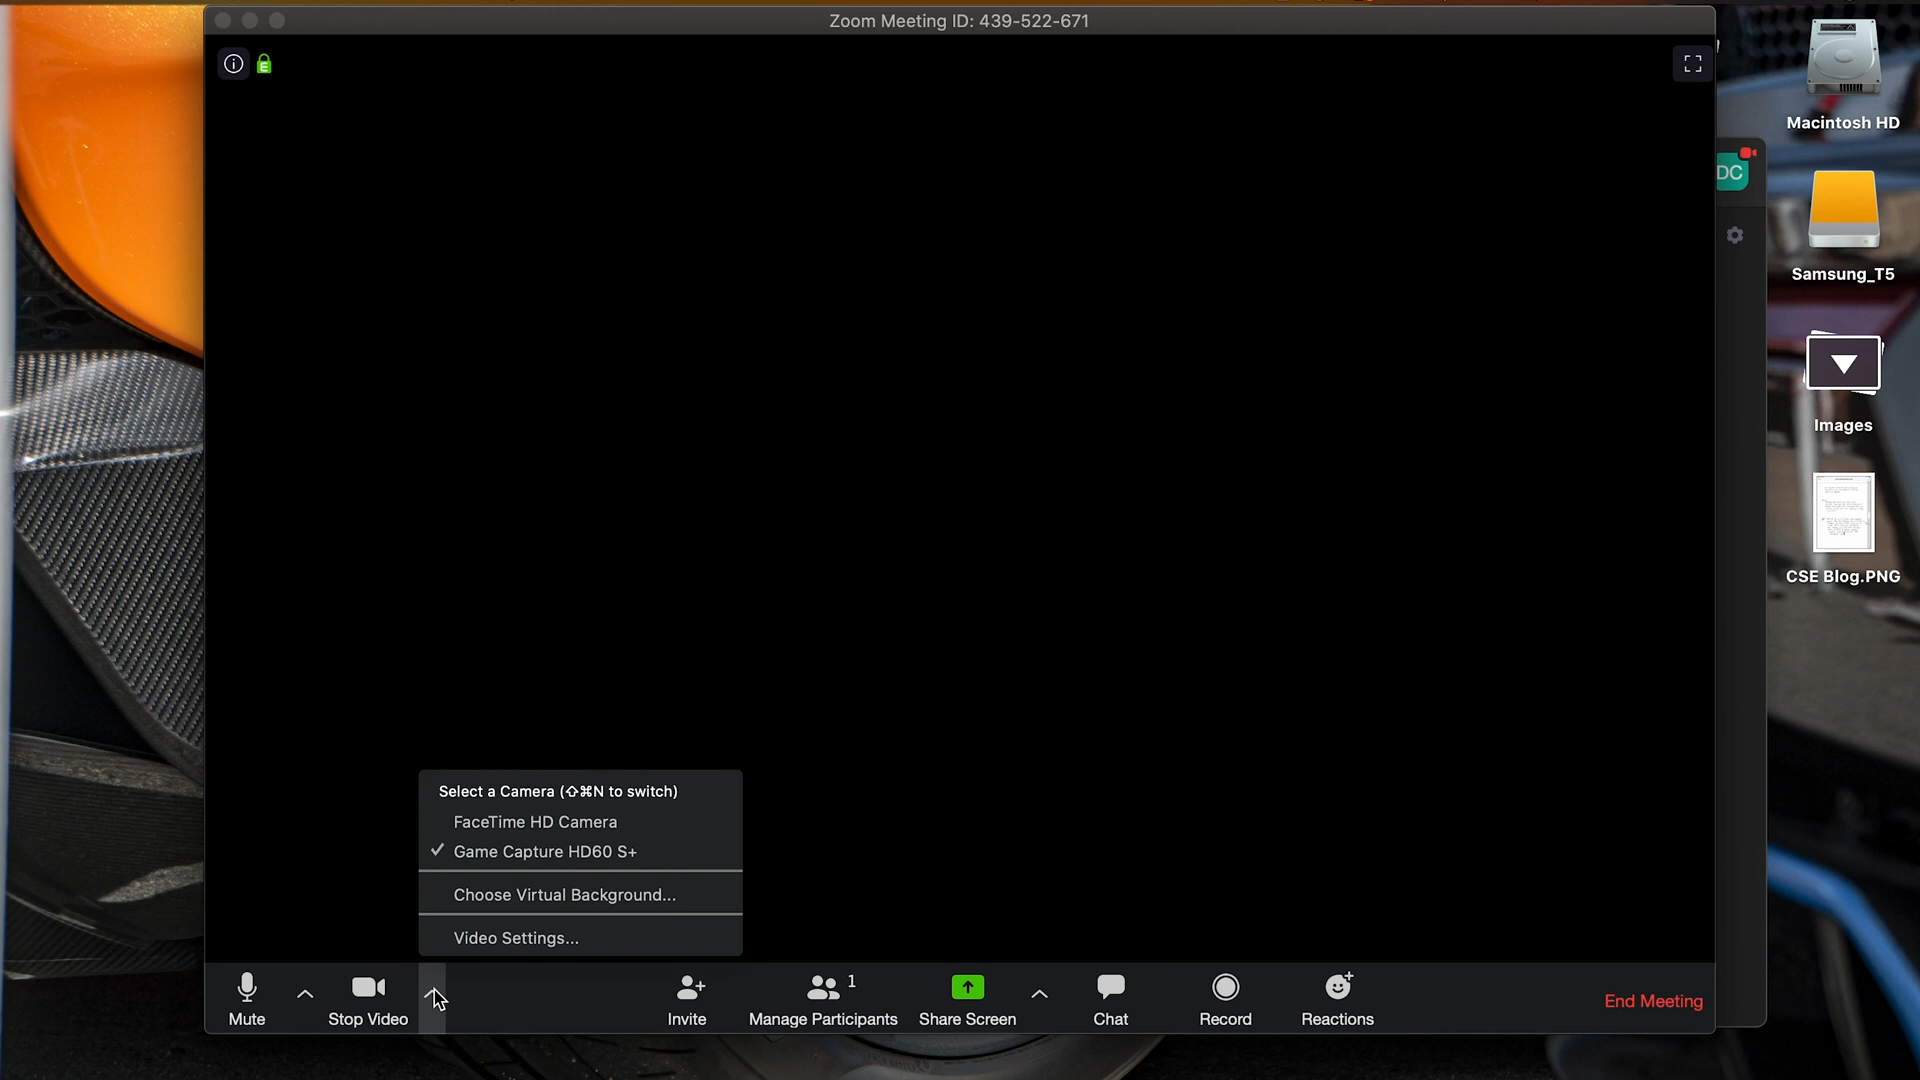 Zoom Meeting ID: 439-522-671
Macintosh HD
DC
Samsung_T5
Images
CSE Blog.PNG
Select a Camera (⇧⌘N to switch)
FaceTime HD Camera
✓ Game Capture HD60 S+
Choose Virtual Background...
Video Settings...
Mute
Stop Video
Invite
1
Manage Participants
Share Screen
Chat
Record
Reactions
End Meeting